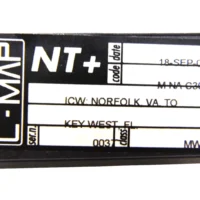 C-MAP
NT+
code
date
18-SEP-0
M-NA-C30
ICW NORFOLK, VA, TO
KEY WEST, FL.
ser.n.
0037
class
MW